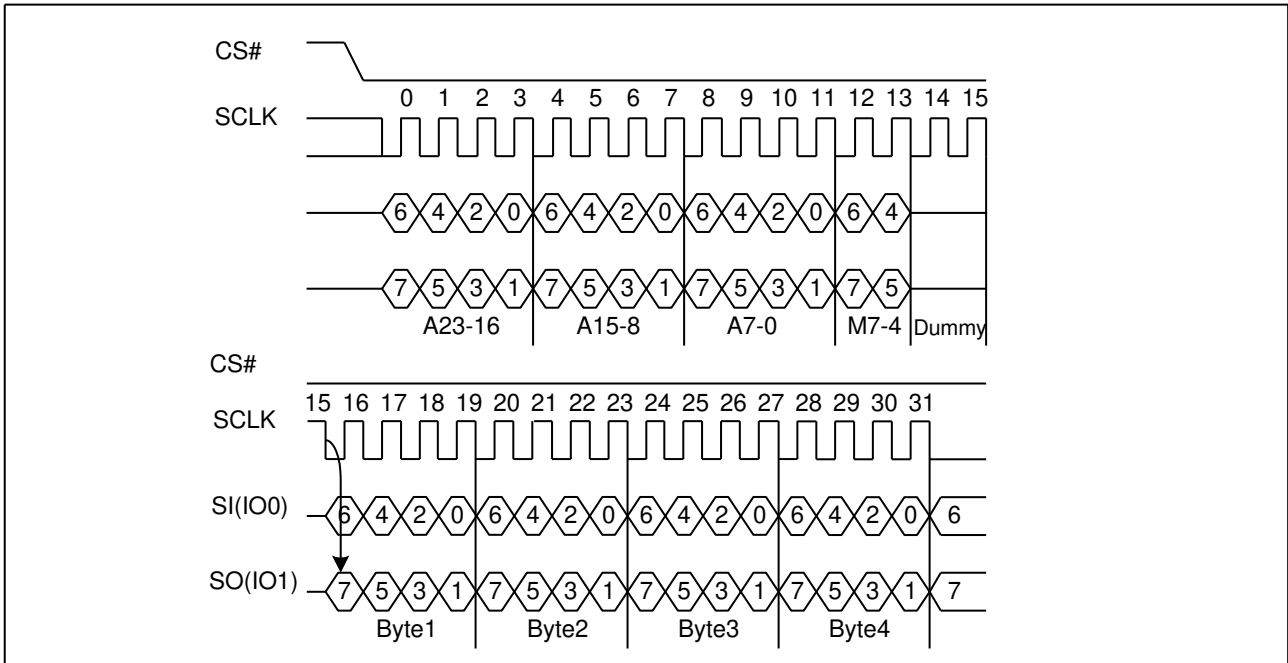 CS#
0 1 2 3 4 5 6 7 8 9 10 11 12 13 14 15
SCLK
6 4 2 0 6 4 2 0 6 4 2 0 6 4
7 5 3 1 7 5 3 1 7 5 3 1 7 5
A23-16 A15-8 A7-0 M7-4 Dummy
CS#
15 16 17 18 19 20 21 22 23 24 25 26 27 28 29 30 31
SCLK
SI(IO0) 6 4 2 0 6 4 2 0 6 4 2 0 6 4 2 0 6
SO(IO1) 7 5 3 1 7 5 3 1 7 5 3 1 7 5 3 1 7
Byte1 Byte2 Byte3 Byte4